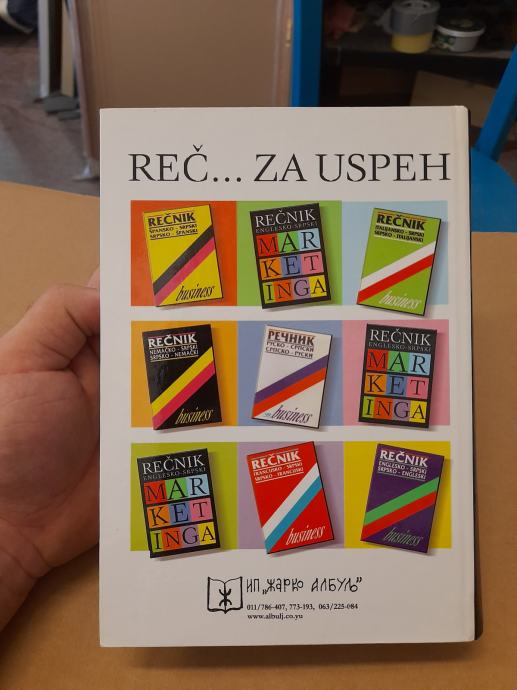 REČ... ZA USPEH
REČNIK
ŠPANSKO - SRPSKI
SRPSKO - ŠPANSKI
business
REČNIK
ENGLESKO-SRPSKI
MAR
KET
INGA
REČNIK
ITALIJANSKO - SRPSKI
SRPSKO - ITALIJANSKI
business
REČNIK
NEMAČKO - SRPSKI
SRPSKO - NEMAČKI
business
РЕЧНИК
РУСКО - СРПСКИ
СРПСКО - РУСКИ
business
REČNIK
ENGLESKO-SRPSKI
MAR
KET
INGA
REČNIK
ENGLESKO-SRPSKI
MAR
KET
INGA
REČNIK
FRANCUSKO - SRPSKI
SRPSKO - FRANCUSKI
business
REČNIK
ENGLESKO - SRPSKI
SRPSKO - ENGLESKI
business
ИП „ЖАРКО АЛБУЉ”
011/786-407, 773-193, 063/225-084
www.albulj.co.yu